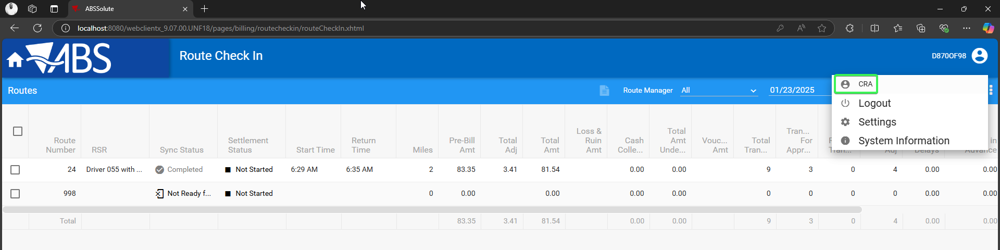 ABSSolute
localhost:8080/webclientx_9.07.00.UNF18/pages/billing/routecheckin/routeCheckIn.xhtml
ABS
Route Check In
D870OF98
Routes
Route Manager All
01/23/2025
CRA
Logout
Settings
System Information
Route Number
RSR
Sync Status
Settlement Status
Start Time
Return Time
Miles
Pre-Bill Amt
Total Adj
Total Amt
Loss & Ruin Amt
Cash Colle...
Total Amt Unde...
Vouc... Amt
Total Tran...
Tran... For Appr...
Tran...
Adj
Delays
in Advance
24 Driver 055 with ... Completed Not Started 6:29 AM 6:35 AM 2 83.35 3.41 81.54 0.00 0.00 9 3 0 4 0.00 0.00
998 Not Ready f... Not Started 0 0.00 0.00 0.00 0.00 0 0 0 0 0.00 0.00
Total 83.35 3.41 81.54 0.00 0.00 9 3 0 4 0.00 0.00